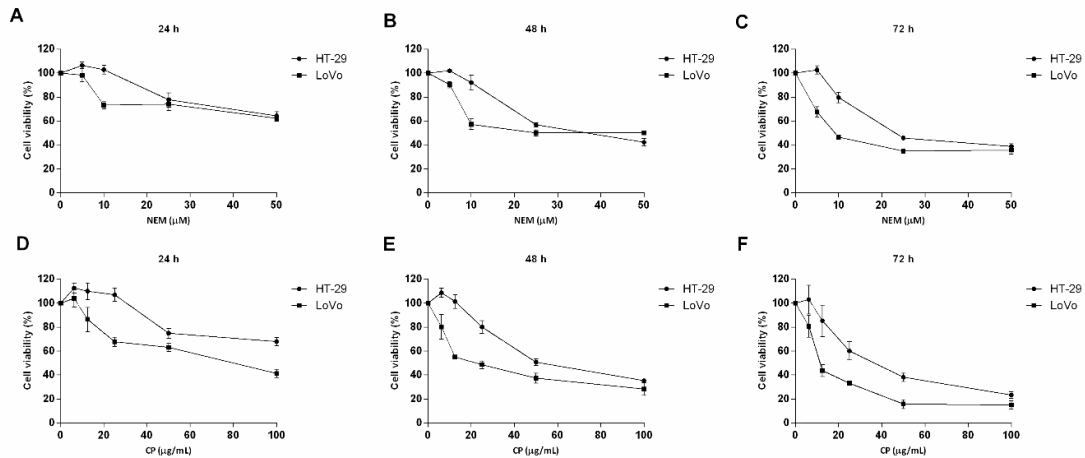 A
24 h
Cell viability (%)
120
100
80
60
40
20
0
0 10 20 30 40 50
NEM (µM)
HT-29
LoVo
B
48 h
Cell viability (%)
120
100
80
60
40
20
0
0 10 20 30 40 50
NEM (µM)
HT-29
LoVo
C
72 h
Cell viability (%)
120
100
80
60
40
20
0
0 10 20 30 40 50
NEM (µM)
HT-29
LoVo
D
24 h
Cell viability (%)
120
100
80
60
40
20
0
0 20 40 60 80 100
CP (µg/mL)
HT-29
LoVo
E
48 h
Cell viability (%)
120
100
80
60
40
20
0
0 20 40 60 80 100
CP (µg/mL)
HT-29
LoVo
F
72 h
Cell viability (%)
120
100
80
60
40
20
0
0 20 40 60 80 100
CP (µg/mL)
HT-29
LoVo